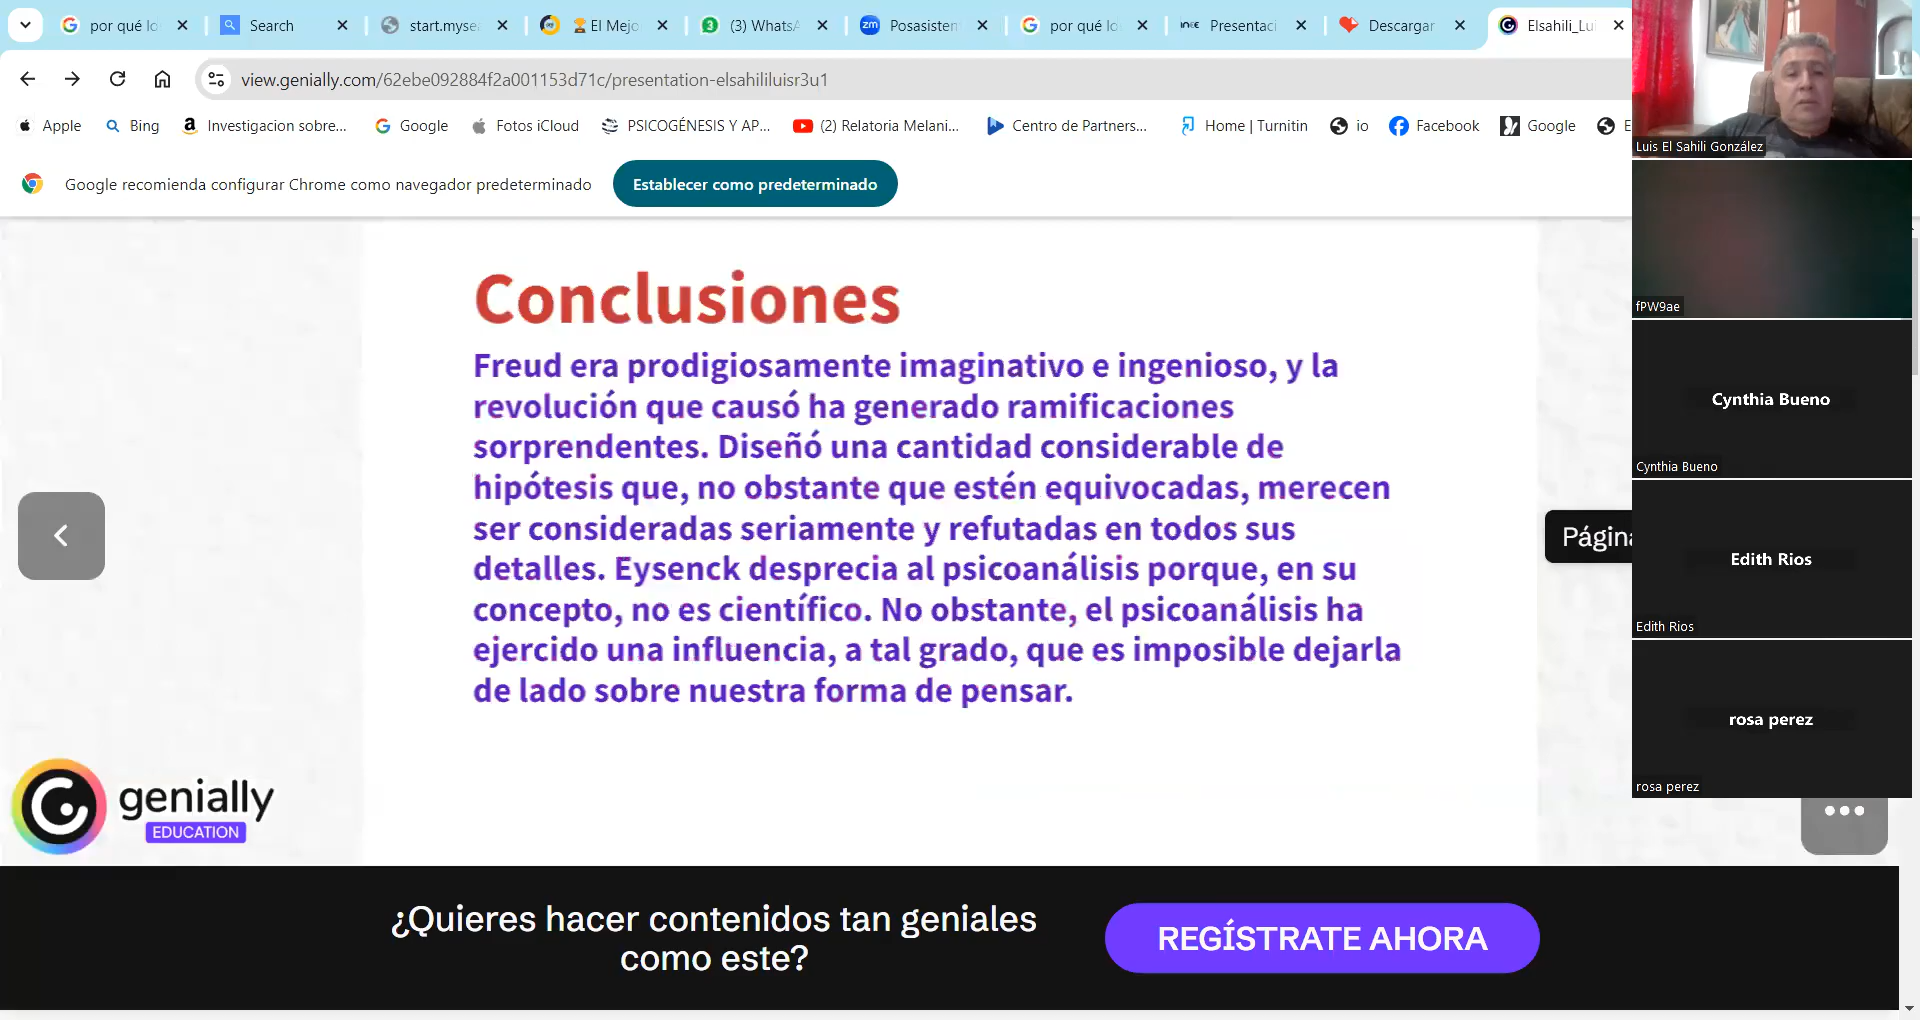 por qué lo
Search
start.mysea
El Mejo
(3) WhatsA
zm
Posasisten
por qué lo
INEE
Presentaci
Descargar
Elsahili_Lui
view.genially.com/62ebe092884f2a001153d71c/presentation-elsahililuisr3u1
Apple
Bing
Investigacion sobre...
Google
Fotos iCloud
PSICOGÉNESIS Y AP...
(2) Relatoria Melani...
Centro de Partners...
Home | Turnitin
io
Facebook
Google
E
Google recomienda configurar Chrome como navegador predeterminado
Establecer como predeterminado
Conclusiones
Freud era prodigiosamente imaginativo e ingenioso, y la
revolución que causó ha generado ramificaciones
sorprendentes. Diseñó una cantidad considerable de
hipótesis que, no obstante que estén equivocadas, merecen
ser consideradas seriamente y refutadas en todos sus
detalles. Eysenck desprecia al psicoanálisis porque, en su
concepto, no es científico. No obstante, el psicoanálisis ha
ejercido una influencia, a tal grado, que es imposible dejarla
de lado sobre nuestra forma de pensar.
Págin
genially
EDUCATION
¿Quieres hacer contenidos tan geniales
como este?
REGÍSTRATE AHORA
Luis El Sahili González
fPW9ae
Cynthia Bueno
Cynthia Bueno
Edith Rios
Edith Rios
rosa perez
rosa perez